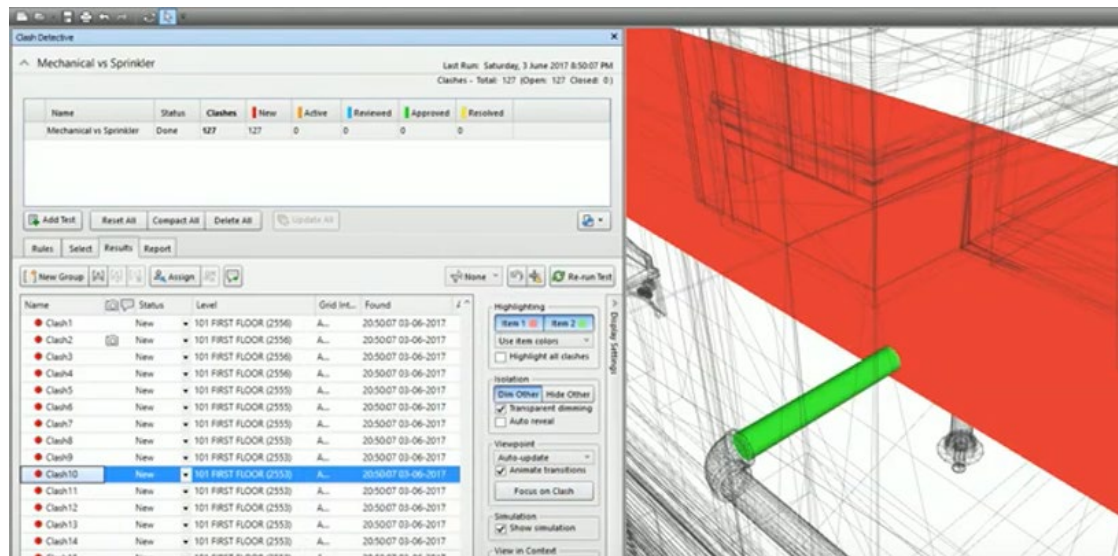 Clash Detective
Mechanical vs Sprinkler
Last Run: Saturday, 3 June 2017 8:50:07 PM
Clashes - Total: 127 (Open: 127 Closed: 0)
Name Status Clashes New Active Reviewed Approved Resolved
Mechanical vs Sprinkler Done 127 127 0 0 0 0
Add Test Reset All Compact All Delete All Update All
Rules Select Results Report
New Group Assign None Re-run Test
Name Status Level Grid Int... Found
Clash1 New 101 FIRST FLOOR (2556) A... 20:50:07 03-06-2017
Clash2 New 101 FIRST FLOOR (2556) A... 20:50:07 03-06-2017
Clash3 New 101 FIRST FLOOR (2556) A... 20:50:07 03-06-2017
Clash4 New 101 FIRST FLOOR (2556) A... 20:50:07 03-06-2017
Clash5 New 101 FIRST FLOOR (2555) A... 20:50:07 03-06-2017
Clash6 New 101 FIRST FLOOR (2555) A... 20:50:07 03-06-2017
Clash7 New 101 FIRST FLOOR (2555) A... 20:50:07 03-06-2017
Clash8 New 101 FIRST FLOOR (2553) A... 20:50:07 03-06-2017
Clash9 New 101 FIRST FLOOR (2553) A... 20:50:07 03-06-2017
Clash10 New 101 FIRST FLOOR (2553) A... 20:50:07 03-06-2017
Clash11 New 101 FIRST FLOOR (2553) A... 20:50:07 03-06-2017
Clash12 New 101 FIRST FLOOR (2553) A... 20:50:07 03-06-2017
Clash13 New 101 FIRST FLOOR (2553) A... 20:50:07 03-06-2017
Clash14 New 101 FIRST FLOOR (2553) A... 20:50:07 03-06-2017
Highlighting
Item 1 Item 2
Use item colors
Highlight all clashes
Isolation
Dim Other Hide Other
Transparent dimming
Auto reveal
Viewpoint
Auto-update
Animate transitions
Focus on Clash
Simulation
Show simulation
View in Context
Display Settings